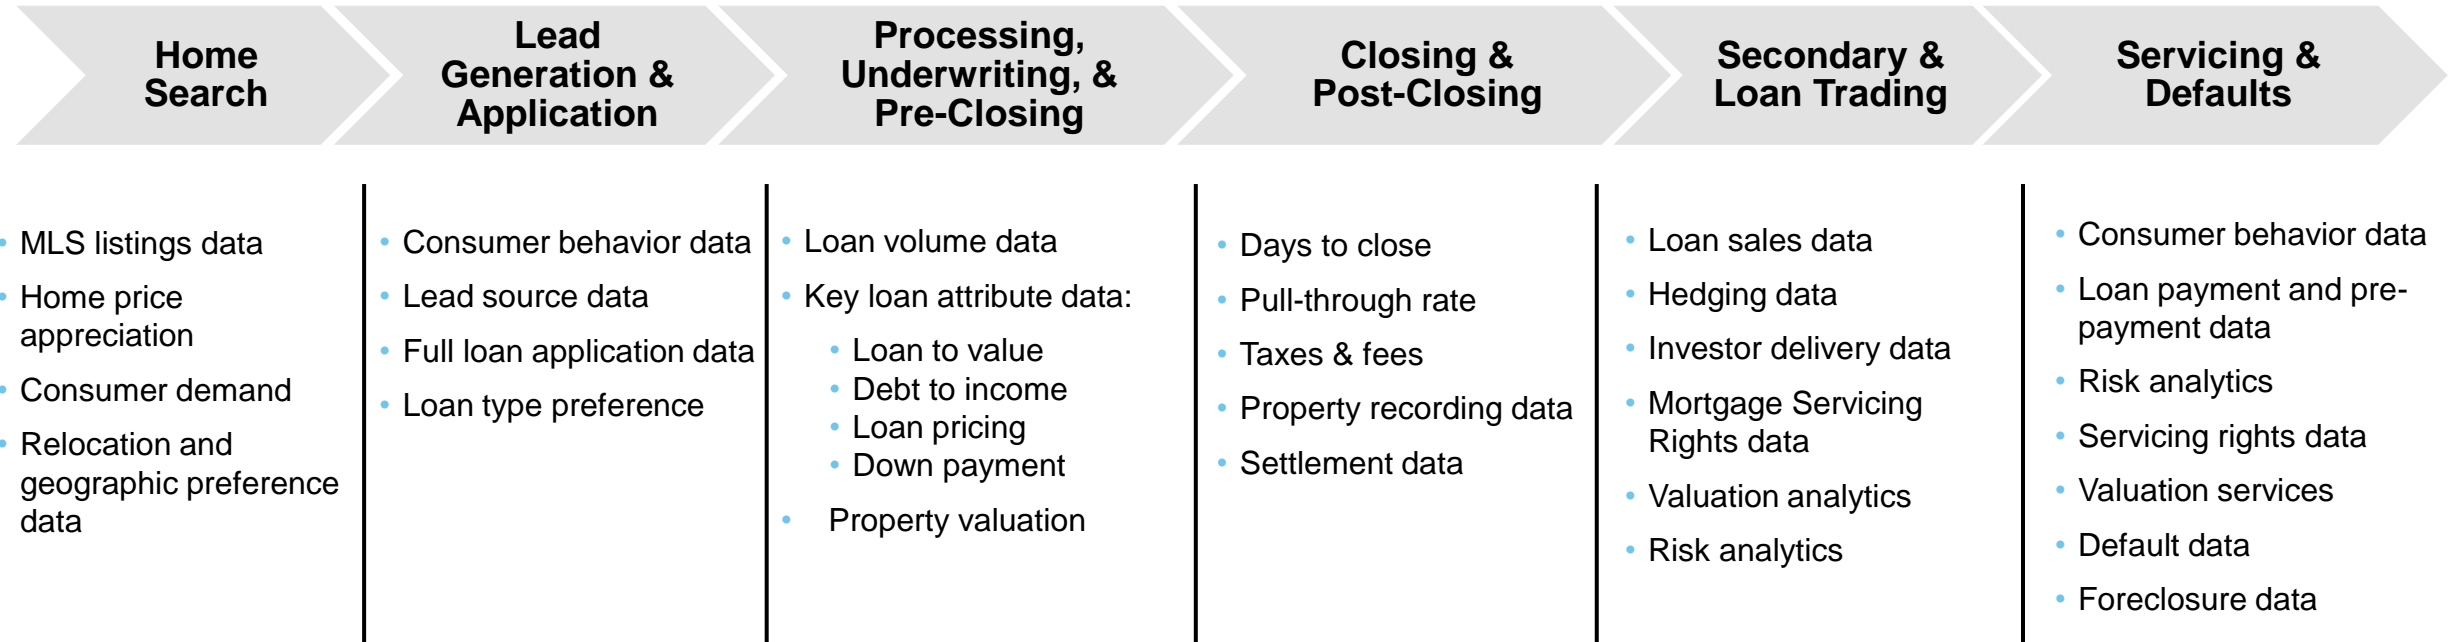 Home
Search
Lead
Generation &
Application
Processing,
Underwriting, &
Pre-Closing
Closing &
Post-Closing
Secondary &
Loan Trading
Servicing &
Defaults
• MLS listings data
• Home price
appreciation
• Consumer demand
• Relocation and
geographic preference
data
• Consumer behavior data
• Lead source data
• Full loan application data
• Loan type preference
• Loan volume data
• Key loan attribute data:
• Loan to value
• Debt to income
• Loan pricing
• Down payment
• Property valuation
• Days to close
• Pull-through rate
• Taxes & fees
• Property recording data
• Settlement data
• Loan sales data
• Hedging data
• Investor delivery data
• Mortgage Servicing
Rights data
• Valuation analytics
• Risk analytics
• Consumer behavior data
• Loan payment and pre-
payment data
• Risk analytics
• Servicing rights data
• Valuation services
• Default data
• Foreclosure data